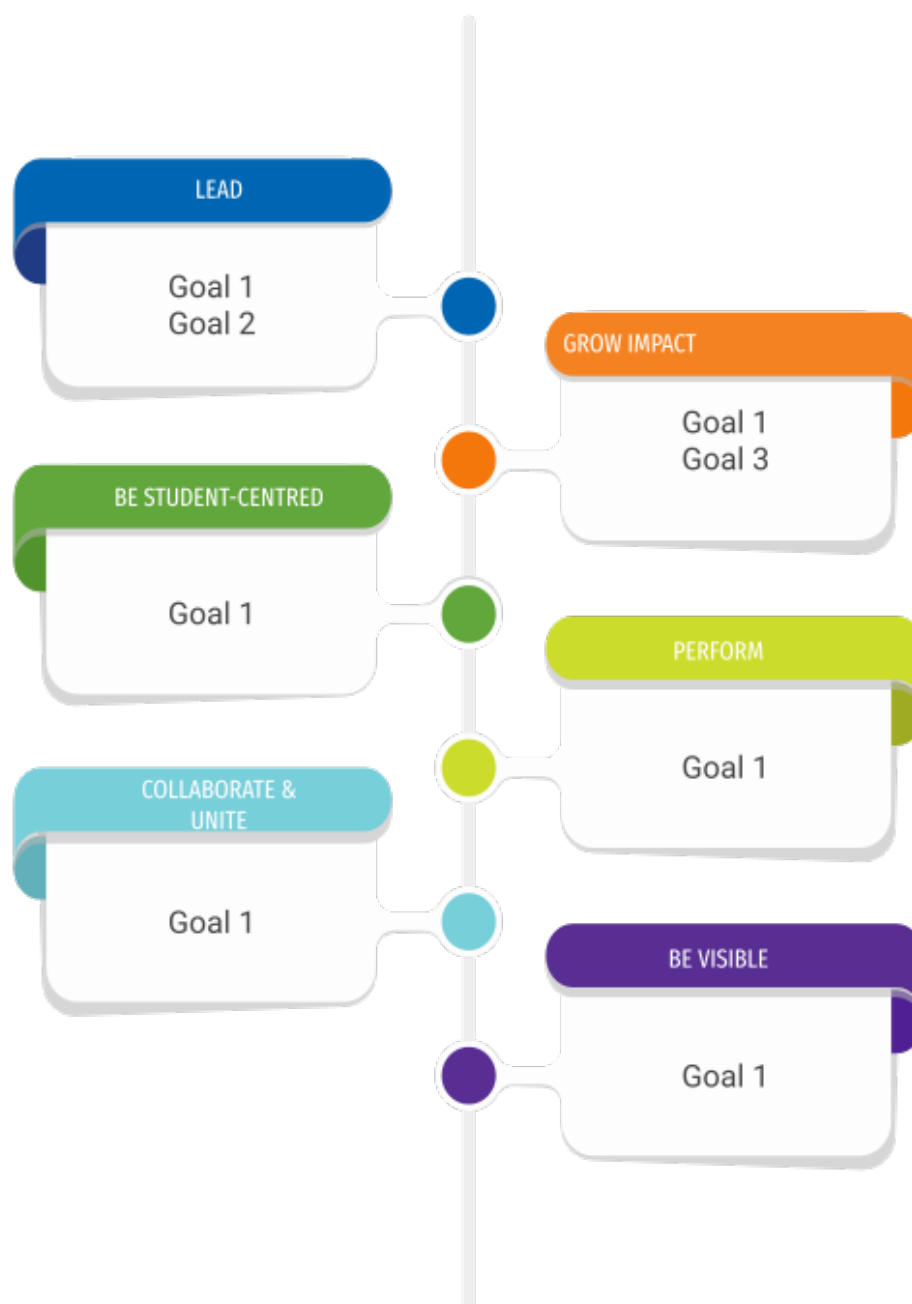 LEAD
Goal 1
Goal 2
GROW IMPACT
Goal 1
Goal 3
BE STUDENT-CENTRED
Goal 1
PERFORM
Goal 1
COLLABORATE &
UNITE
Goal 1
BE VISIBLE
Goal 1